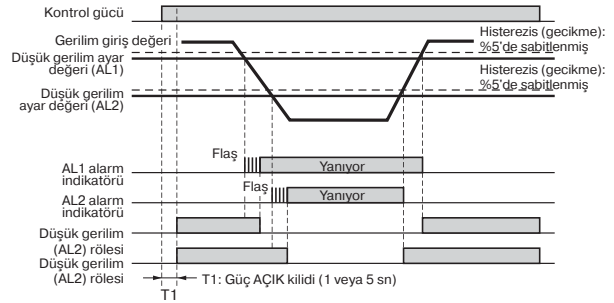 Kontrol gücü
Gerilim giriş değeri
Histerezis (gecikme):
%5'de sabitlenmiş
Düşük gerilim ayar
değeri (AL1)
Histerezis (gecikme):
%5'de sabitlenmiş
Düşük gerilim
ayar değeri (AL2)
Flaş
Yanıyor
AL1 alarm
indikatörü
Flaş
Yanıyor
AL2 alarm
indikatörü
Düşük gerilim
(AL2) rölesi
Düşük gerilim
(AL2) rölesi
T1: Güç AÇIK kilidi (1 veya 5 sn)
T1